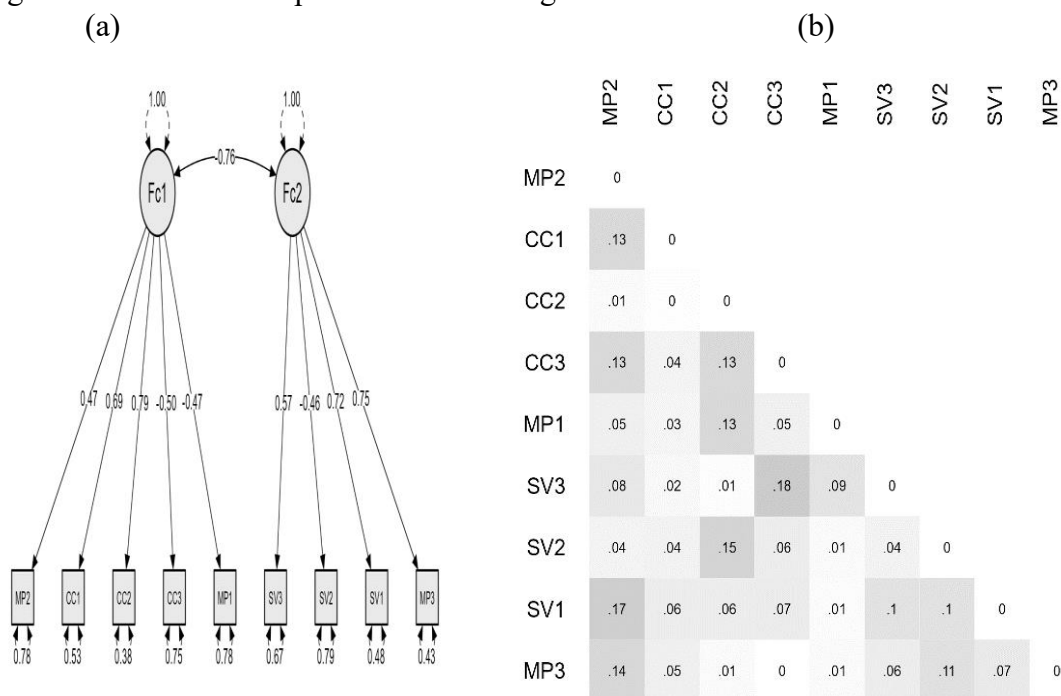 (a)
(b)
1.00
1.00
-0.76
Fc1
Fc2
0.47
0.69
0.79
-0.50
-0.47
0.57
-0.46
0.72
0.75
MP2
CC1
CC2
CC3
MP1
SV3
SV2
SV1
MP3
0.78
0.53
0.38
0.75
0.78
0.67
0.79
0.48
0.43
MP2
CC1
CC2
CC3
MP1
SV3
SV2
SV1
MP3
MP2 0
CC1 .13 0
CC2 .01 0 0
CC3 .13 .04 .13 0
MP1 .05 .03 .13 .05 0
SV3 .08 .02 .01 .18 .09 0
SV2 .04 .04 .15 .06 .01 .04 0
SV1 .17 .06 .06 .07 .01 .1 .1 0
MP3 .14 .05 .01 0 .01 .06 .11 .07 0